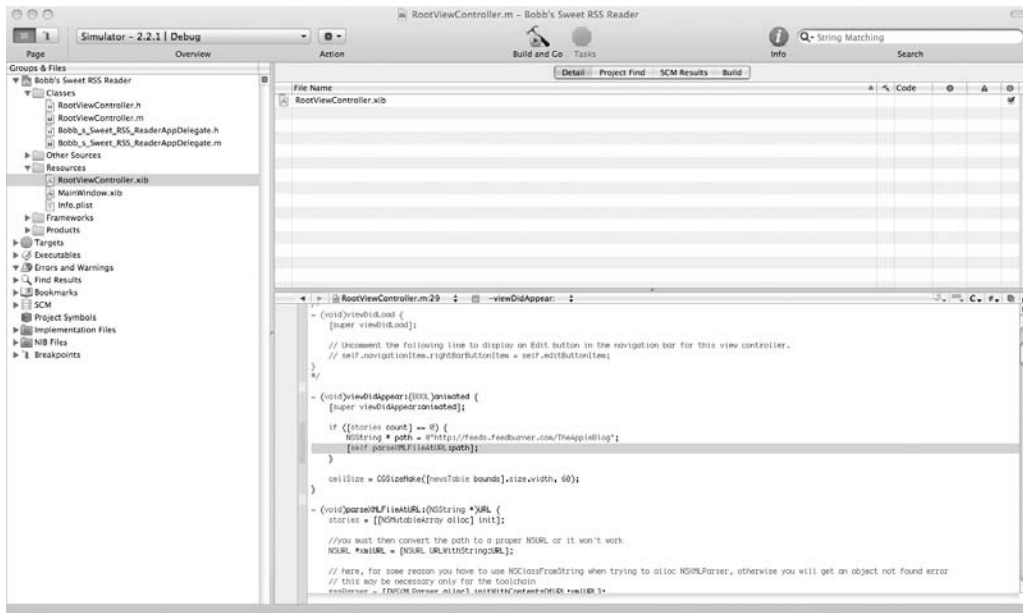 RootViewController.m - Bobb's Sweet RSS Reader
Simulator - 2.2.1 | Debug
String Matching
Page
Overview
Action
Build and Go
Tasks
Info
Search
Groups & Files
Bobb's Sweet RSS Reader
Classes
RootViewController.h
RootViewController.m
Bobb_s_Sweet_RSS_ReaderAppDelegate.h
Bobb_s_Sweet_RSS_ReaderAppDelegate.m
Other Sources
Resources
RootViewController.xib
MainWindow.xib
Info.plist
Frameworks
Products
Targets
Executables
Errors and Warnings
Find Results
Bookmarks
SCM
Project Symbols
Implementation Files
NIB Files
Breakpoints
Detail Project Find SCM Results Build
File Name Code
RootViewController.xib
RootViewController.m:29 -viewDidAppear:
- (void)viewDidLoad {
[super viewDidLoad];
// Uncomment the following line to display an Edit button in the navigation bar for this view controller.
// self.navigationItem.rightBarButtonItem = self.editButtonItem;
}
*/
- (void)viewDidAppear:(BOOL)animated {
[super viewDidAppear:animated];
if ([stories count] == 0) {
NSString * path = @"http://feeds.feedburner.com/TheAppleBlog";
[self parseXMLFileAtURL:path];
}
cellSize = CGSizeMake([newsTable bounds].size.width, 60);
}
- (void)parseXMLFileAtURL:(NSString *)URL {
stories = [[NSMutableArray alloc] init];
//you must then convert the path to a proper NSURL or it won't work
NSURL *xmlURL = [NSURL URLWithString:URL];
// here, for some reason you have to use NSClassFromString when trying to alloc NSXMLParser, otherwise you will get an object not found error
// this may be necessary only for the toolchain
rssParser = [[NSXMLParser alloc] initWithContentsOfURL:xmlURL];